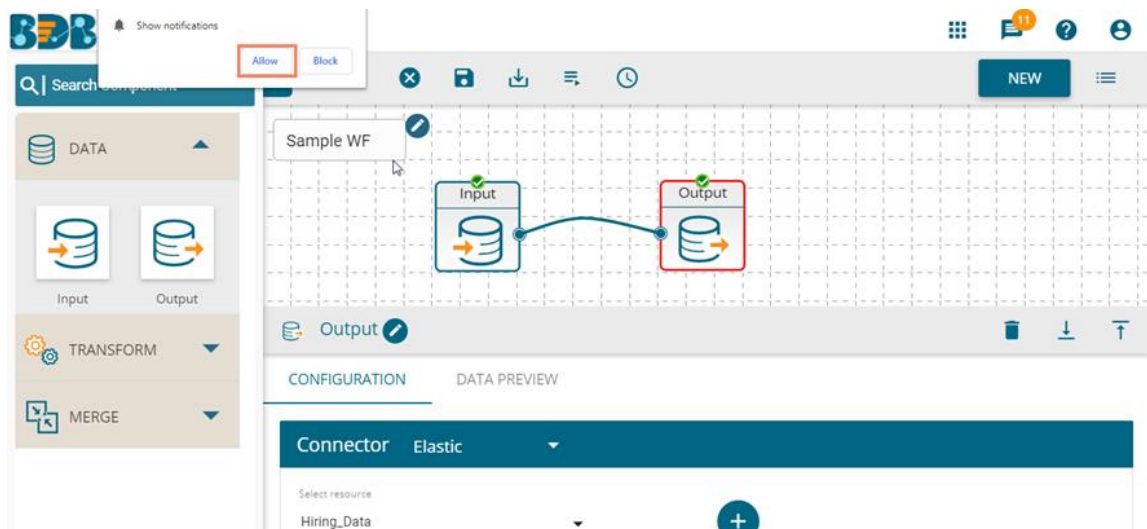 BDB
Show notifications
Allow
Block
11
Search Component
NEW
DATA
Sample WF
Input
Output
Input
Output
TRANSFORM
Output
MERGE
CONFIGURATION
DATA PREVIEW
Connector
Elastic
Select resource
Hiring_Data